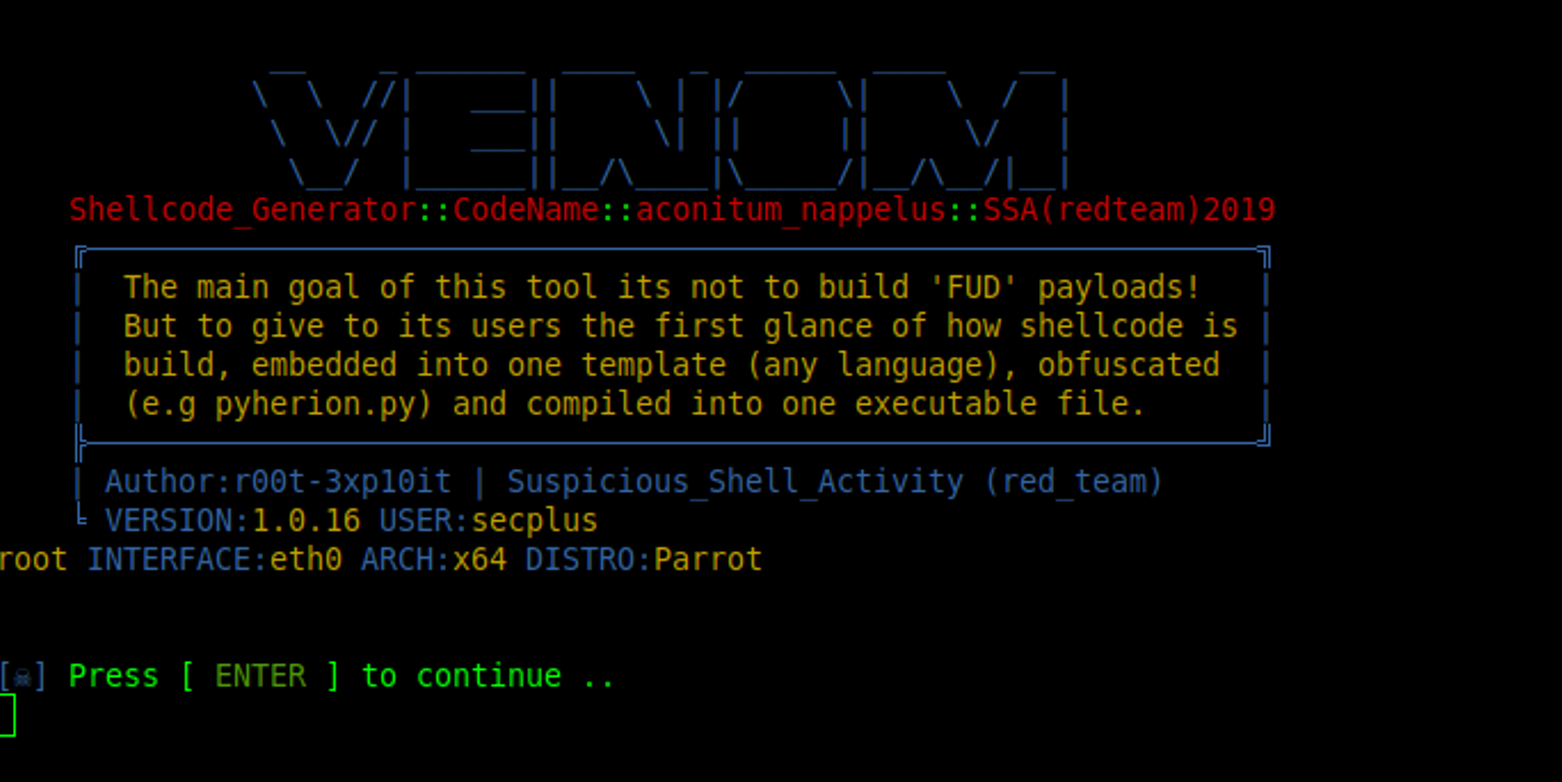 VENOM
Shellcode_Generator::CodeName::aconitum_nappelus::SSA(redteam)2019
The main goal of this tool its not to build 'FUD' payloads!
But to give to its users the first glance of how shellcode is
build, embedded into one template (any language), obfuscated
(e.g pyherion.py) and compiled into one executable file.
Author:r00t-3xp10it | Suspicious_Shell_Activity (red_team)
VERSION:1.0.16 USER:secplus
root INTERFACE:eth0 ARCH:x64 DISTRO:Parrot
[☠] Press [ ENTER ] to continue ..